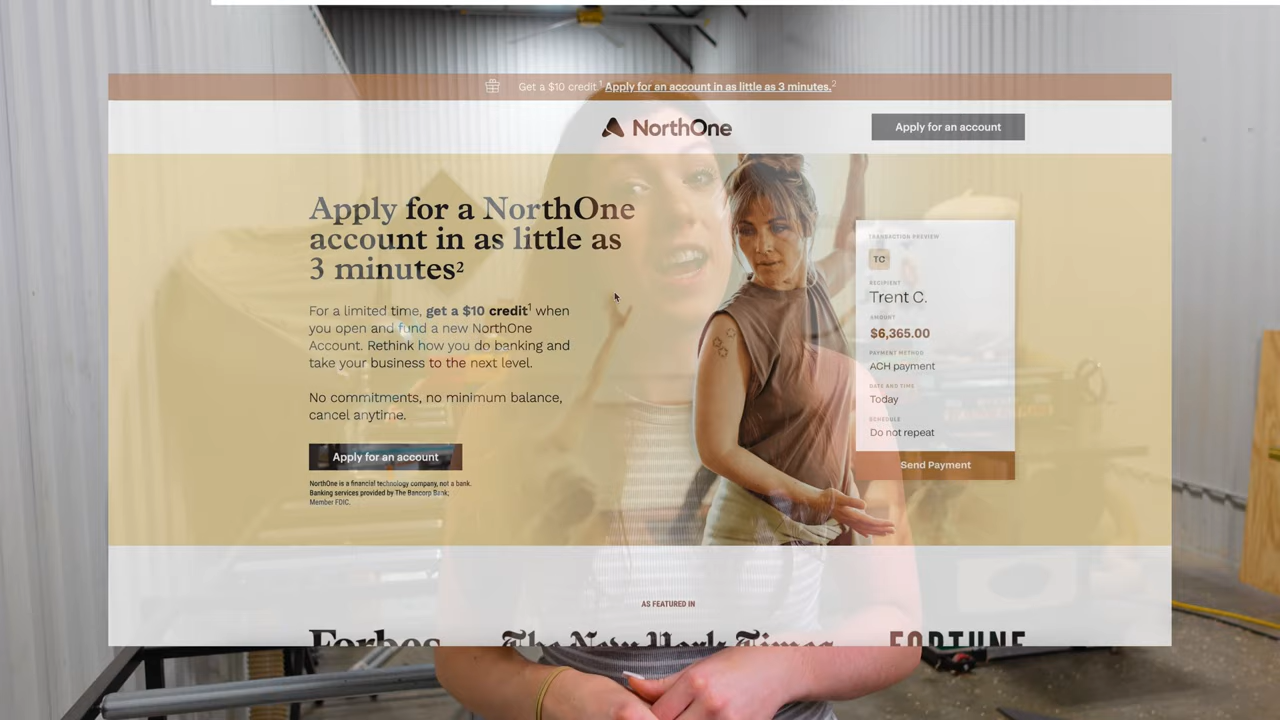 Get a $10 credit.¹ Apply for an account in as little as 3 minutes.²
NorthOne
Apply for an account
Apply for a NorthOne
account in as little as
3 minutes²
For a limited time, get a $10 credit¹ when
you open and fund a new NorthOne
Account. Rethink how you do banking and
take your business to the next level.
No commitments, no minimum balance,
cancel anytime.
Apply for an account
NorthOne is a financial technology company, not a bank.
Banking services provided by The Bancorp Bank;
Member FDIC.
TRANSACTION PREVIEW
TC
RECIPIENT
Trent C.
AMOUNT
$6,365.00
PAYMENT METHOD
ACH payment
DATE AND TIME
Today
SCHEDULE
Do not repeat
Send Payment
AS FEATURED IN
Forbes
The New York Times
FORTUNE